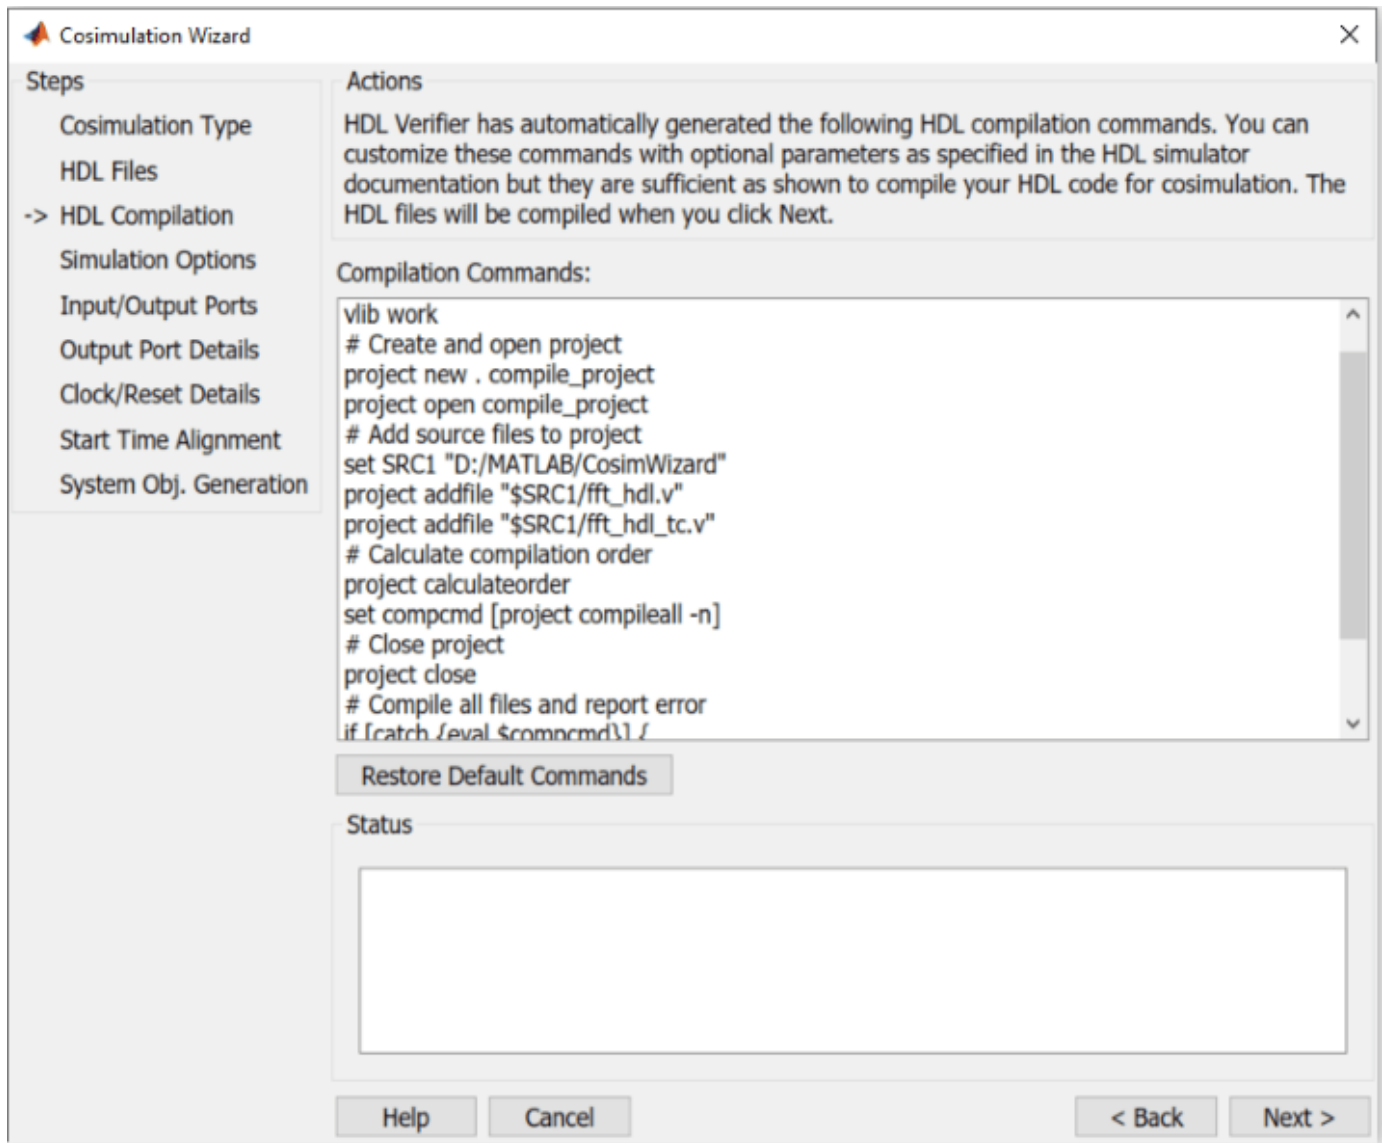 Cosimulation Wizard
Steps
Cosimulation Type
HDL Files
-> HDL Compilation
Simulation Options
Input/Output Ports
Output Port Details
Clock/Reset Details
Start Time Alignment
System Obj. Generation
Actions
HDL Verifier has automatically generated the following HDL compilation commands. You can
customize these commands with optional parameters as specified in the HDL simulator
documentation but they are sufficient as shown to compile your HDL code for cosimulation. The
HDL files will be compiled when you click Next.
Compilation Commands:
vlib work
# Create and open project
project new . compile_project
project open compile_project
# Add source files to project
set SRC1 "D:/MATLAB/CosimWizard"
project addfile "$SRC1/fft_hdl.v"
project addfile "$SRC1/fft_hdl_tc.v"
# Calculate compilation order
project calculateorder
set compcmd [project compileall -n]
# Close project
project close
# Compile all files and report error
if [catch {eval $compcmd}] {
Restore Default Commands
Status
Help
Cancel
< Back
Next >